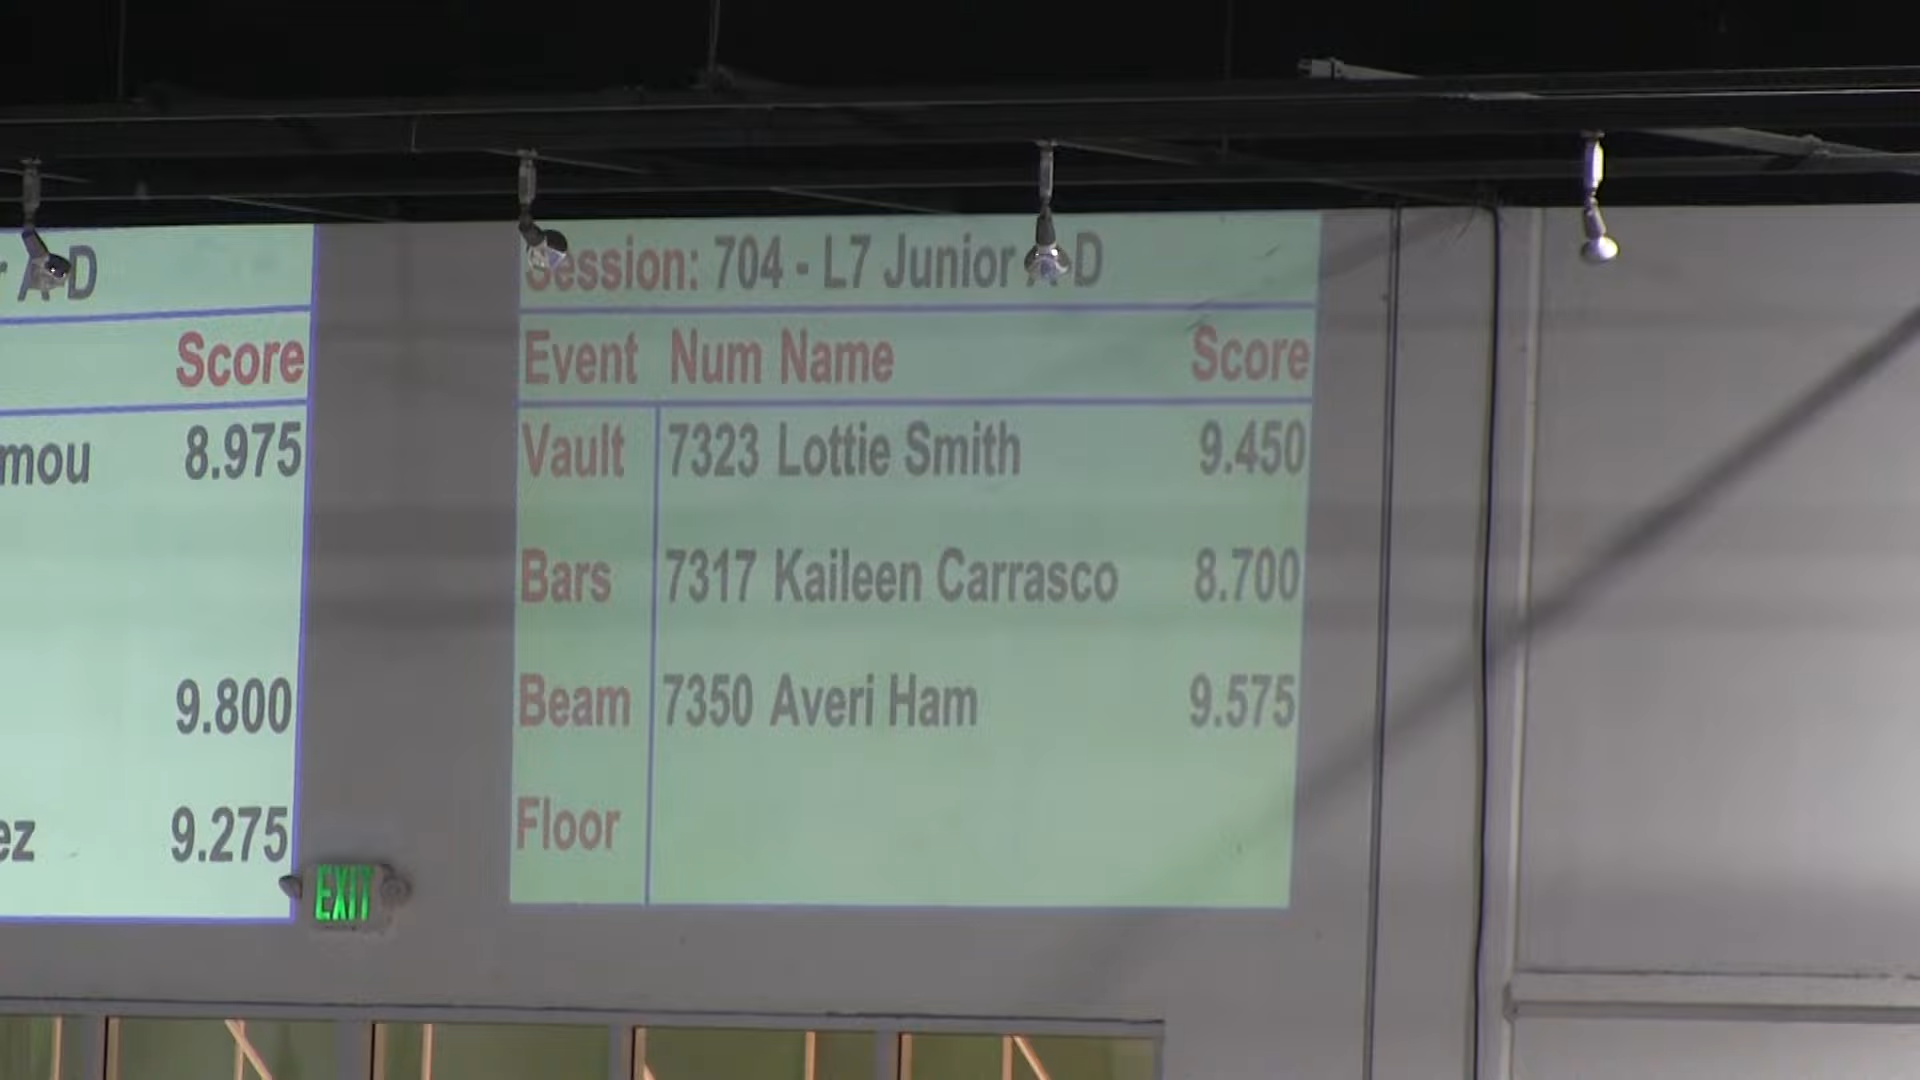 A D
Score
mou 8.975
9.800
ez 9.275
EXIT
Session: 704 - L7 Junior A D
Event Num Name Score
Vault 7323 Lottie Smith 9.450
Bars 7317 Kaileen Carrasco 8.700
Beam 7350 Averi Ham 9.575
Floor